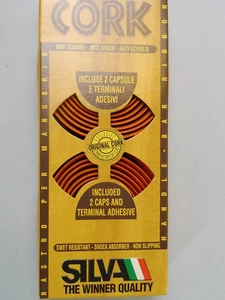 CORK
ANTI SUDORE - ANTI SHOCK - ANTI SCIVOLO
INCLUSE 2 CAPSULE
E TERMINALI
ADESIVI
ORIGINAL CORK
INCLUDED
2 CAPS AND
TERMINAL ADHESIVE
NASTRO PER MANUBRIO
HANDLE - BAR RIBBON
SWET RESISTANT - SHOCK ABSORBER - NON SLIPPING
SILVA
THE WINNER QUALITY